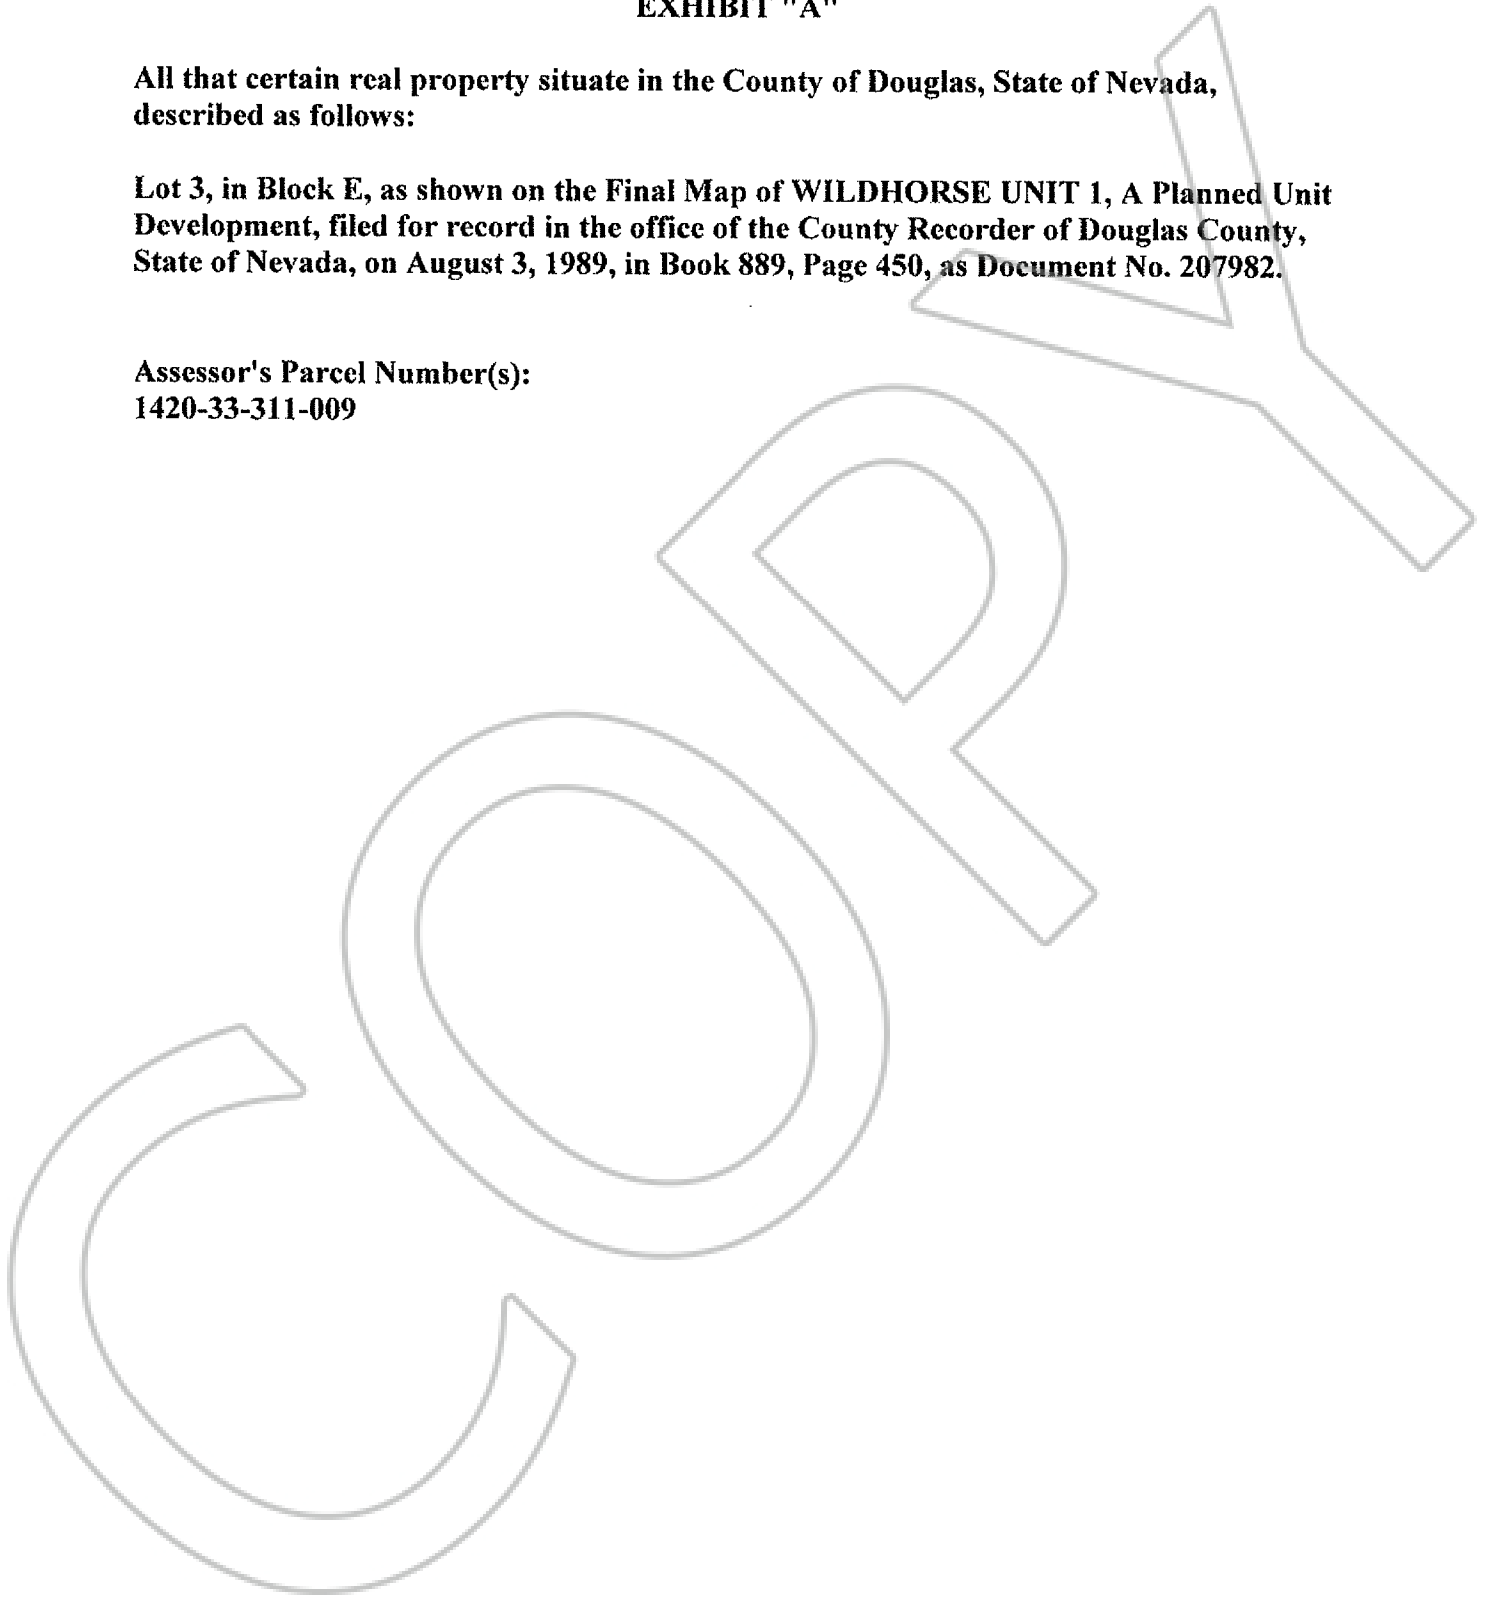 EXHIBIT "A"
All that certain real property situate in the County of Douglas, State of Nevada,
described as follows:
Lot 3, in Block E, as shown on the Final Map of WILDHORSE UNIT 1, A Planned Unit
Development, filed for record in the office of the County Recorder of Douglas County,
State of Nevada, on August 3, 1989, in Book 889, Page 450, as Document No. 207982.
Assessor's Parcel Number(s):
1420-33-311-009
COPY